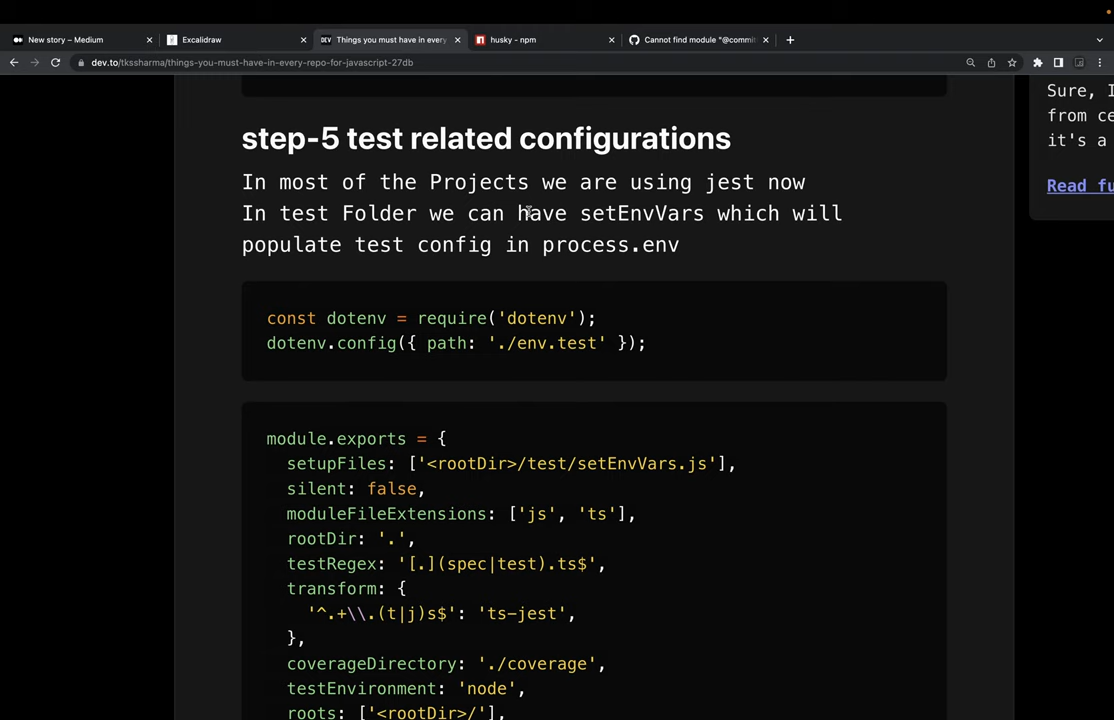 New story – Medium
Excalidraw
DEV Things you must have in every
husky - npm
Cannot find module "@commit
dev.to/tkssharma/things-you-must-have-in-every-repo-for-javascript-27db
Sure, I
from ce
it's a
Read fu
step-5 test related configurations
In most of the Projects we are using jest now
In test Folder we can have setEnvVars which will
populate test config in process.env
const dotenv = require('dotenv');
dotenv.config({ path: './env.test' });
module.exports = {
setupFiles: ['<rootDir>/test/setEnvVars.js'],
silent: false,
moduleFileExtensions: ['js', 'ts'],
rootDir: '.',
testRegex: '[.](spec|test).ts$',
transform: {
'^.+\\.(t|j)s$': 'ts-jest',
},
coverageDirectory: './coverage',
testEnvironment: 'node',
roots: ['<rootDir>/'],